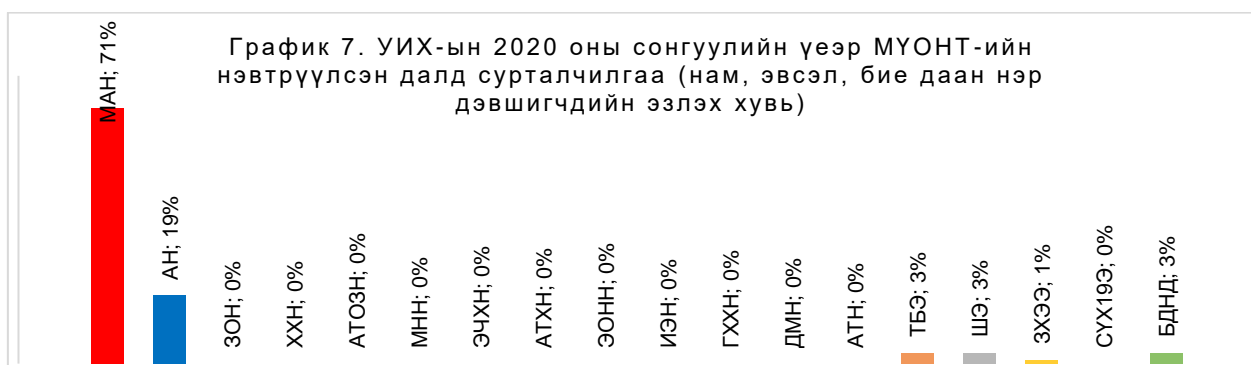 График 7. УИХ-ын 2020 оны сонгуулийн үеэр МҮОНТ-ийн
нэвтрүүлсэн далд сурталчилгаа (нам, эвсэл, бие даан нэр
дэвшигчдийн эзлэх хувь)
МАН; 71%
АН; 19%
ЗОН; 0%
ХХН; 0%
АТОЗН; 0%
МНН; 0%
ЭЧХН; 0%
АТХН; 0%
ЭОНН; 0%
ИЭН; 0%
ГХХН; 0%
ДМН; 0%
АТН; 0%
ТБЭ; 3%
ШЭ; 3%
ЗХЭЭ; 1%
СҮХ19Э; 0%
БДНД; 3%